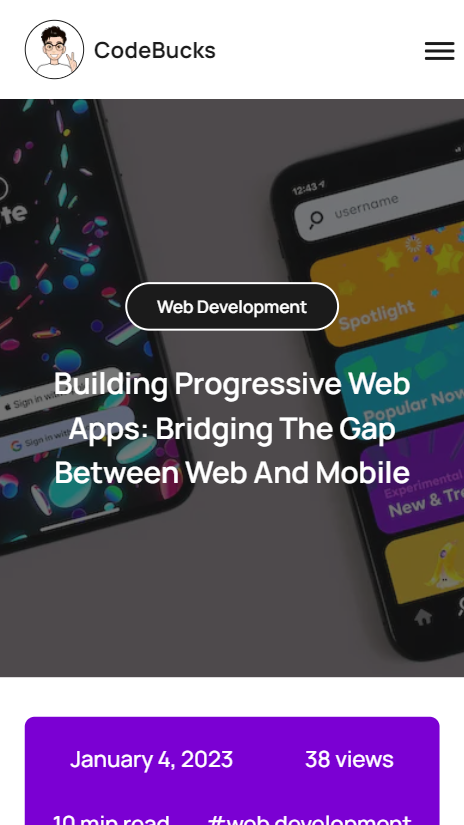 CodeBucks
12:43
username
te
Spotlight
Web Development
Building Progressive Web
Apps: Bridging The Gap
Between Web And Mobile
Sign in wit
Sign in with
Popular Now
Experimental
New & Tre
January 4, 2023 38 views
10 min read #web development